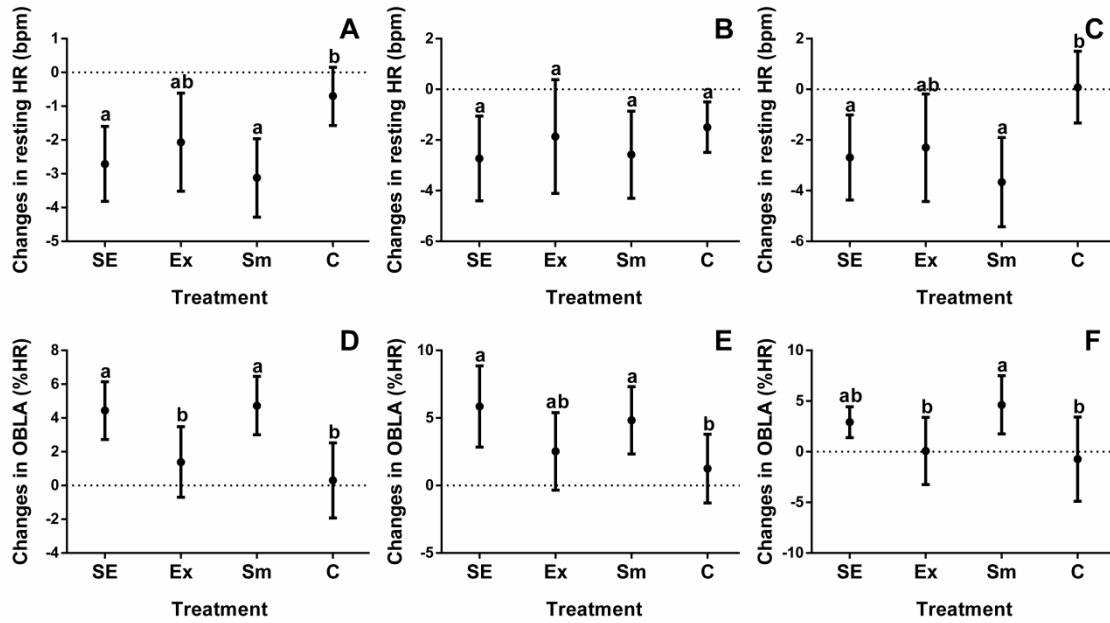 A
Changes in resting HR (bpm)
1
0
-1
-2
-3
-4
-5
a
ab
a
b
SE Ex Sm C
Treatment
B
Changes in resting HR (bpm)
2
0
-2
-4
-6
a
a
a
a
SE Ex Sm C
Treatment
C
Changes in resting HR (bpm)
2
0
-2
-4
-6
a
ab
a
b
SE Ex Sm C
Treatment
D
Changes in OBLA (%HR)
8
6
4
2
0
-2
-4
a
b
a
b
SE Ex Sm C
Treatment
E
Changes in OBLA (%HR)
10
5
0
-5
a
ab
a
b
SE Ex Sm C
Treatment
F
Changes in OBLA (%HR)
10
5
0
-5
-10
ab
b
a
b
SE Ex Sm C
Treatment